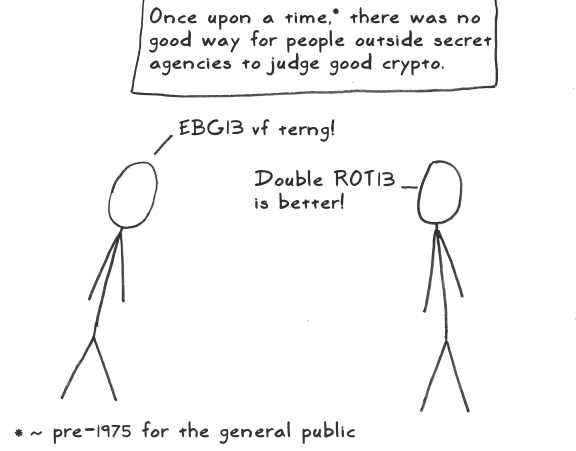 Once upon a time,* there was no
good way for people outside secret
agencies to judge good crypto.
EBG13 vf terng!
Double ROT13
is better!
* ~ pre-1975 for the general public